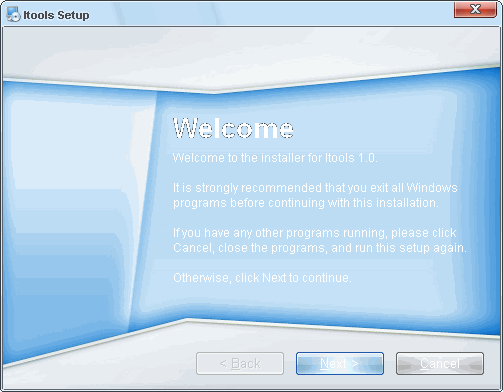 Itools Setup
Welcome
Welcome to the installer for Itools 1.0.
It is strongly recommended that you exit all Windows
programs before continuing with this installation.
If you have any other programs running, please click
Cancel, close the programs, and run this setup again.
Otherwise, click Next to continue.
< Back
Next >
Cancel